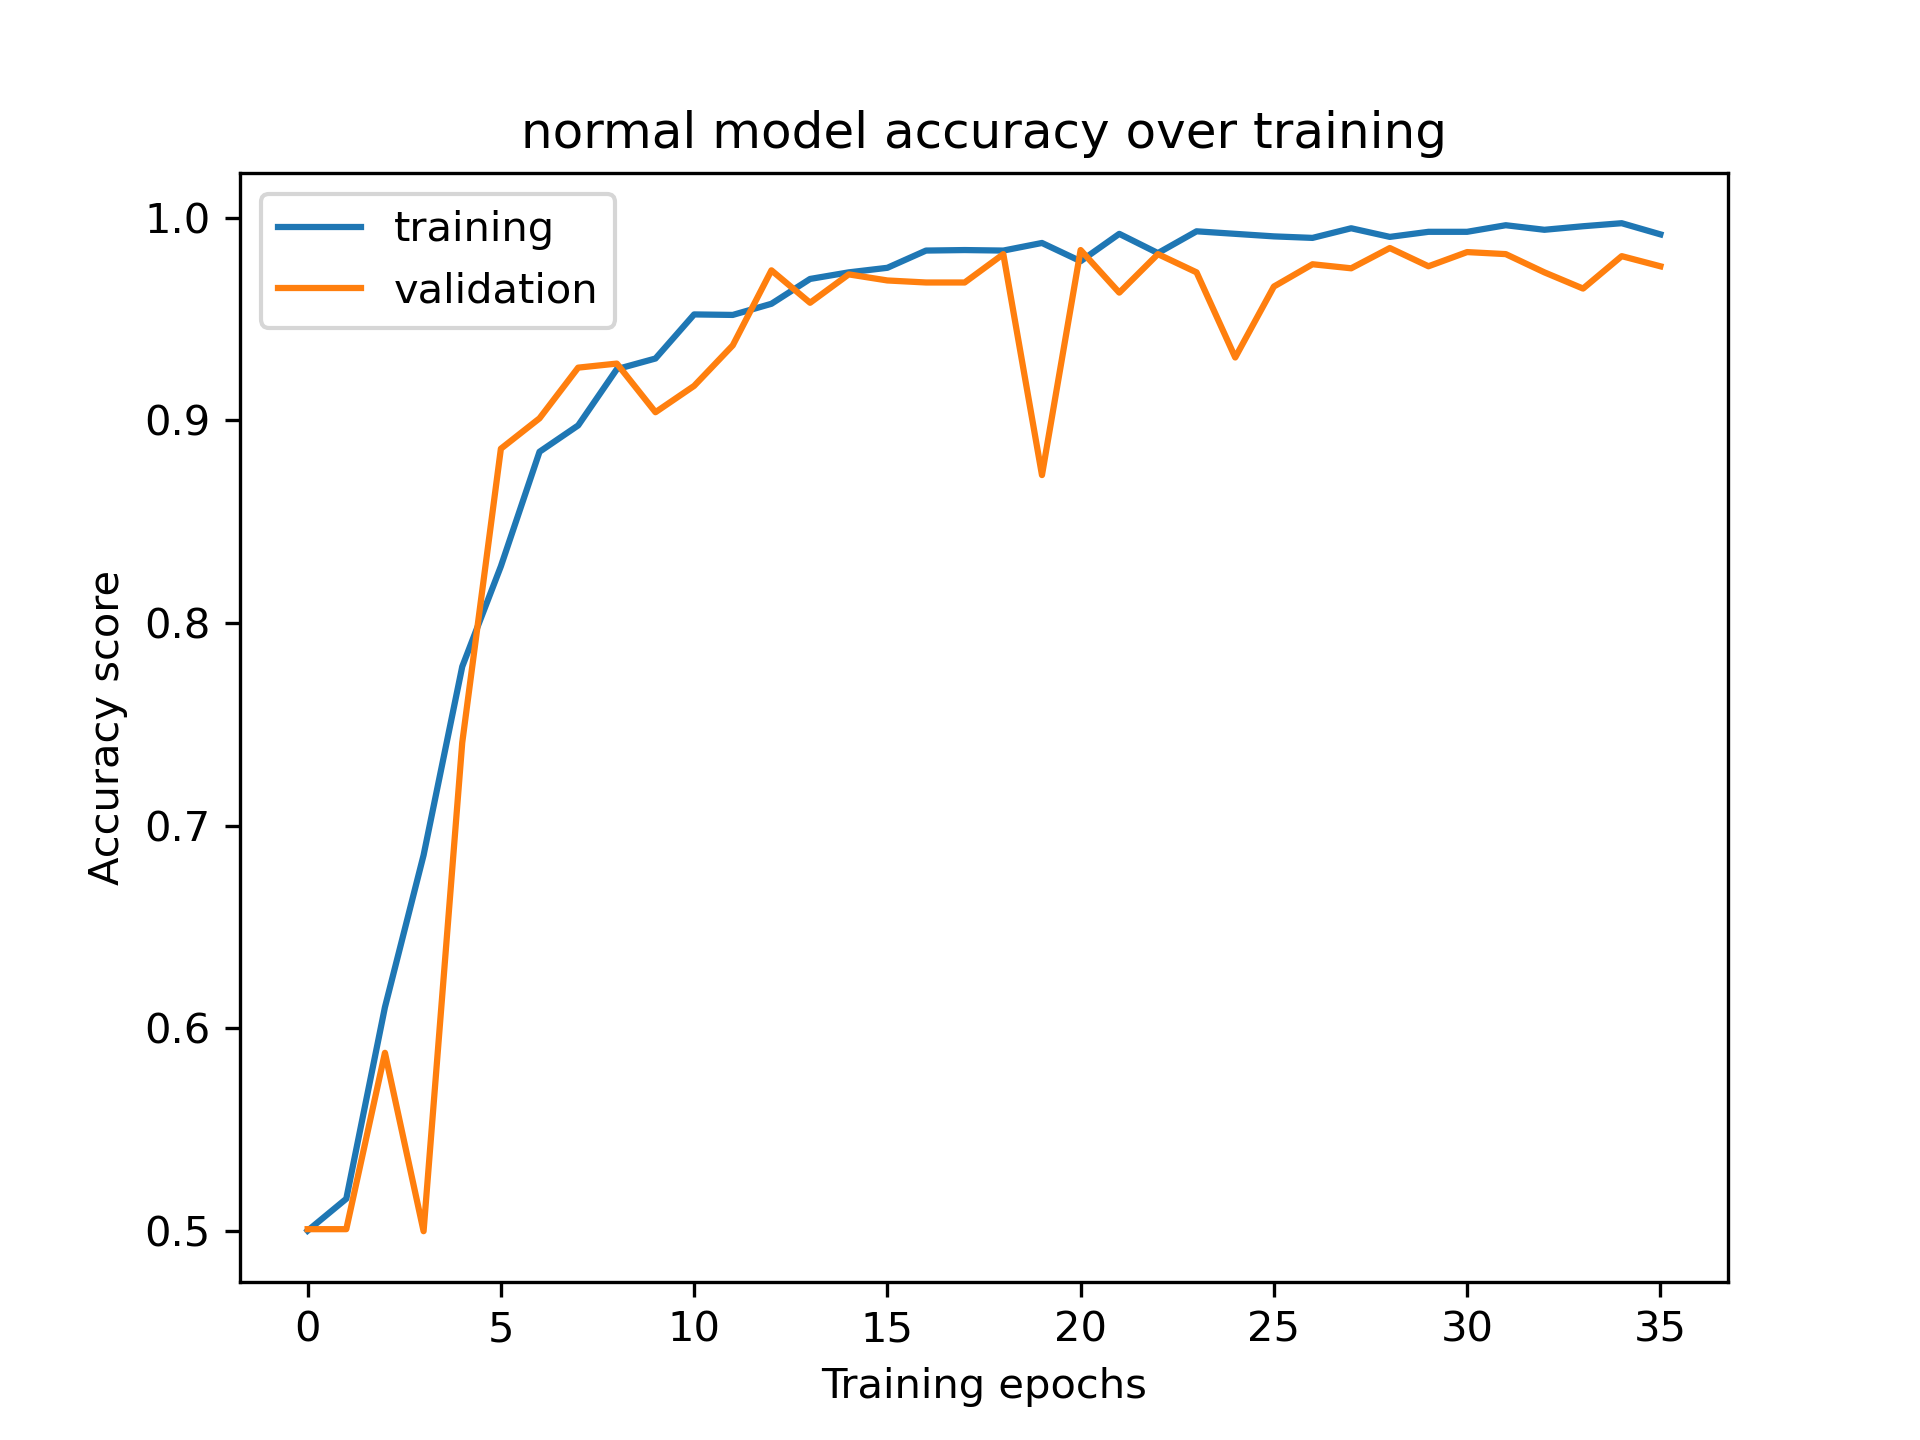 normal model accuracy over training
training
validation
1.0
0.9
0.8
0.7
0.6
0.5
Accuracy score
0 5 10 15 20 25 30 35
Training epochs